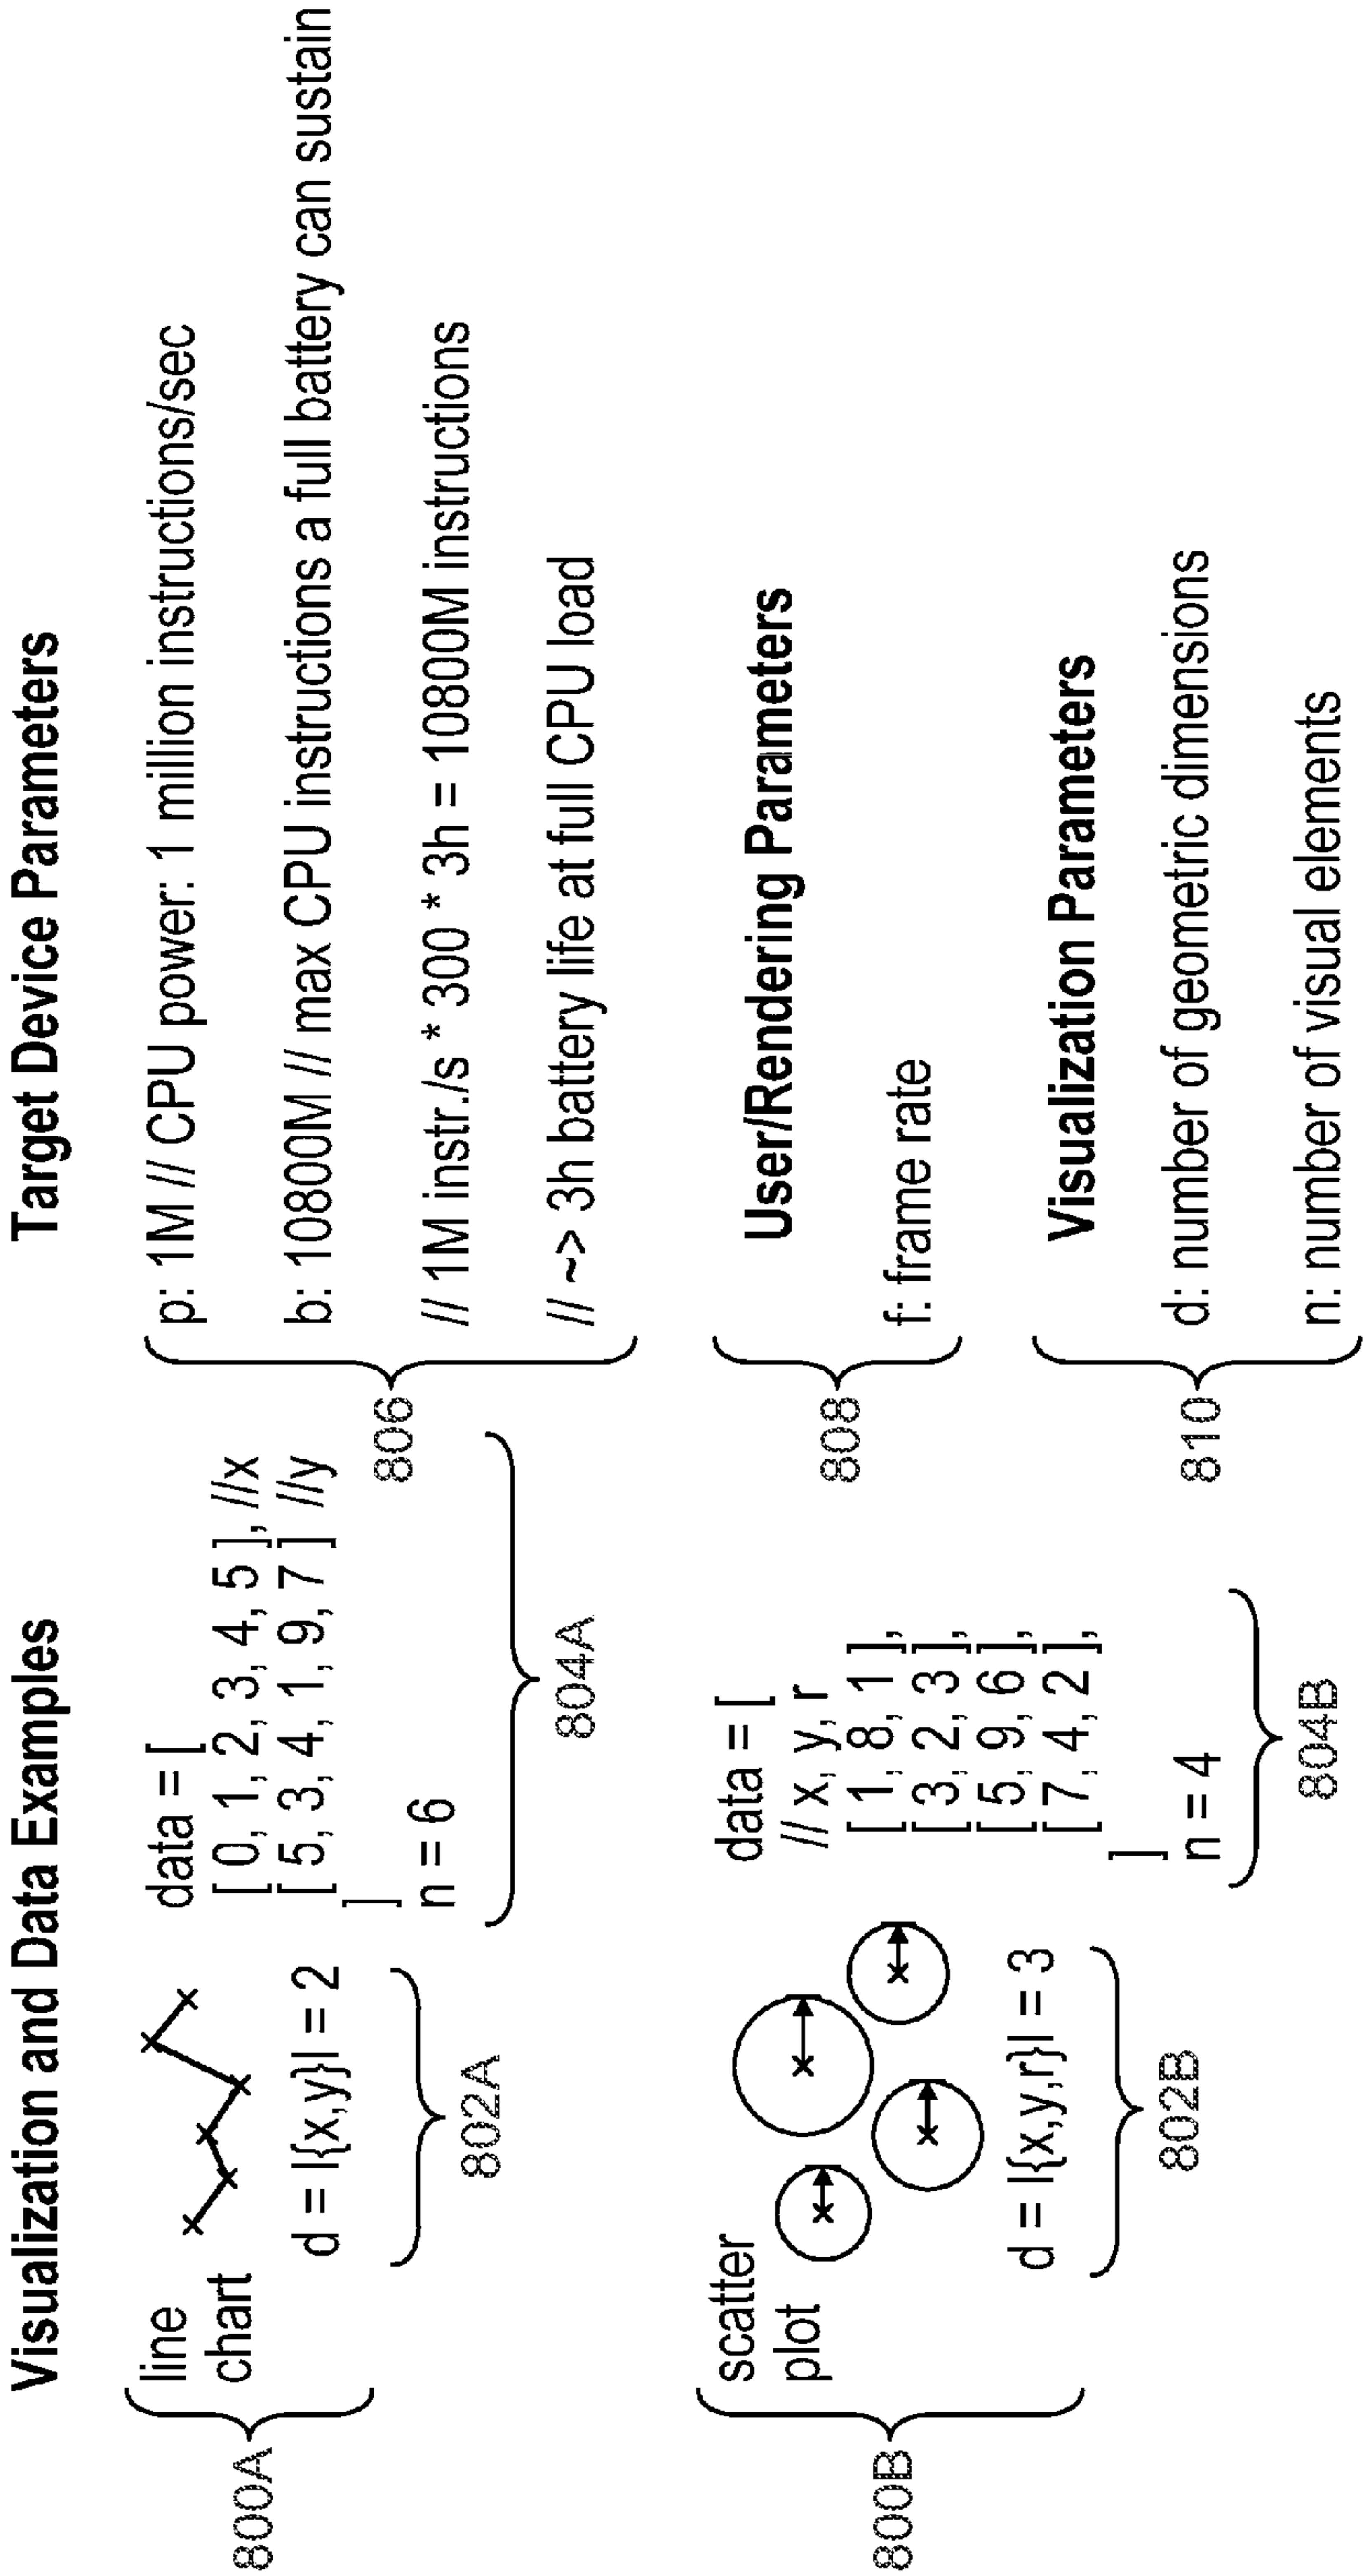 Visualization and Data Examples
800A
line
chart
d = |{x,y}| = 2
802A
data = [
[ 0, 1, 2, 3, 4, 5 ], //x
[ 5, 3, 4, 1, 9, 7 ] //y
]
n = 6
804A
800B
scatter
plot
d = |{x,y,r}| = 3
802B
data = [
// x, y, r
[ 1, 8, 1 ],
[ 3, 2, 3 ],
[ 5, 9, 6 ],
[ 7, 4, 2 ],
]
n = 4
804B
Target Device Parameters
806
p: 1M // CPU power: 1 million instructions/sec
b: 10800M // max CPU instructions a full battery can sustain
// 1M instr./s * 300 * 3h = 10800M instructions
// ~> 3h battery life at full CPU load
User/Rendering Parameters
808
f: frame rate
Visualization Parameters
810
d: number of geometric dimensions
n: number of visual elements